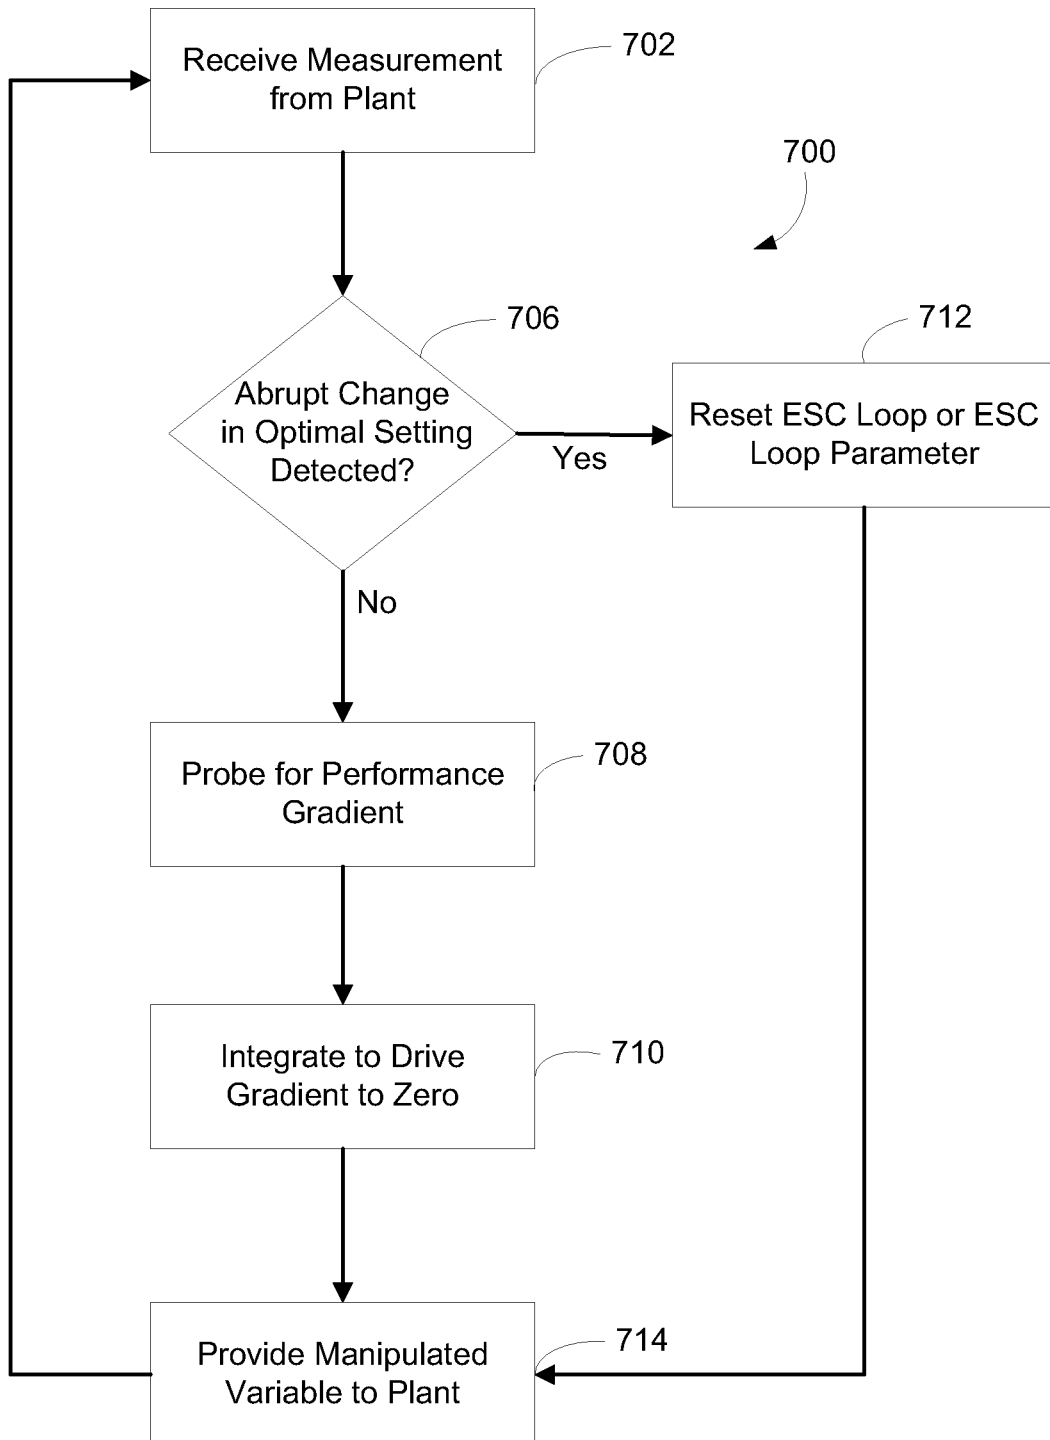 Receive Measurement
from Plant
702
700
706
Abrupt Change
in Optimal Setting
Detected?
Yes
712
Reset ESC Loop or ESC
Loop Parameter
No
Probe for Performance
Gradient
708
Integrate to Drive
Gradient to Zero
710
Provide Manipulated
Variable to Plant
714